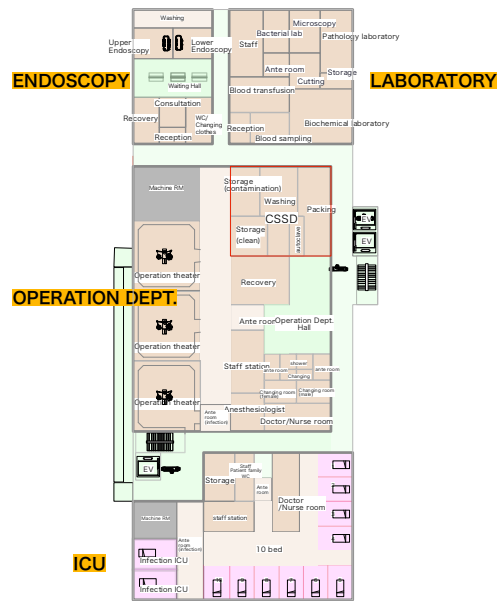 Washing
Upper
Endoscopy
Lower
Endoscopy
ENDOSCOPY
Waiting Hall
Consultation
Recovery
WC/
Changing
clothes
Reception
Microscopy
Bacterial lab
Pathology laboratory
Staff
Ante room
Storage
Cutting
LABORATORY
Blood transfusion
Reception
Biochemical laboratory
Blood sampling
Machine RM
Storage
(contamination)
Washing
Packing
CSSD
Storage
(clean)
autoclave
EV
EV
Operation theater
Recovery
OPERATION DEPT.
Ante room
Operation Dept.
Hall
Operation theater
Staff station
shower
ante room
ante room
Changing
Changing room
(female)
Changing room
(male)
Operation theater
Ante
room
(infection)
Anesthesiologist
Doctor/Nurse room
EV
Storage
Staff
Patient family
WC
Ante
room
Doctor
/Nurse room
Machine RM
staff station
Ante
room
(infection)
10 bed
Infection ICU
ICU
Infection ICU